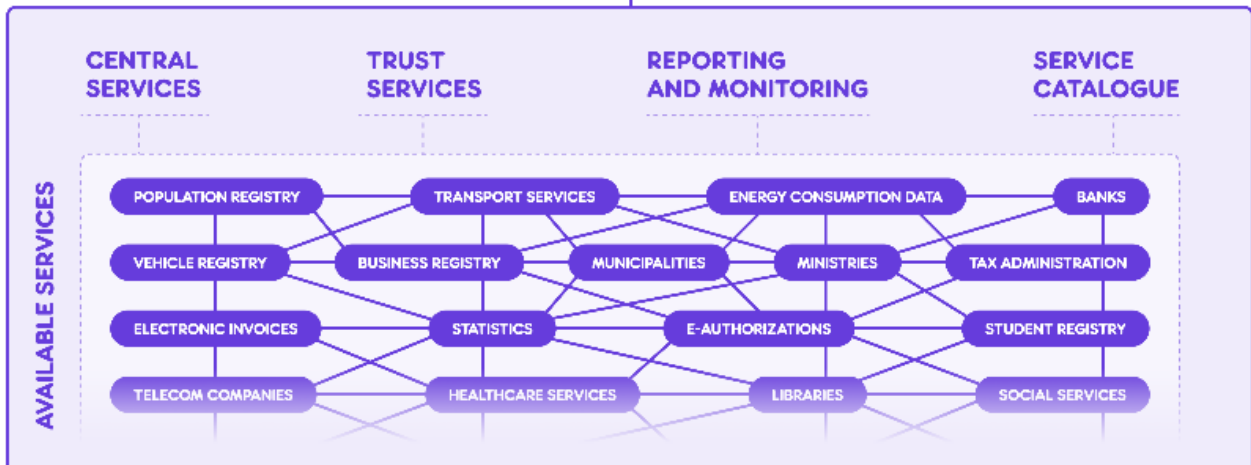 CENTRAL
SERVICES
TRUST
SERVICES
REPORTING
AND MONITORING
SERVICE
CATALOGUE
AVAILABLE SERVICES
POPULATION REGISTRY
TRANSPORT SERVICES
ENERGY CONSUMPTION DATA
BANKS
VEHICLE REGISTRY
BUSINESS REGISTRY
MUNICIPALITIES
MINISTRIES
TAX ADMINISTRATION
ELECTRONIC INVOICES
STATISTICS
E-AUTHORIZATIONS
STUDENT REGISTRY
TELECOM COMPANIES
HEALTHCARE SERVICES
LIBRARIES
SOCIAL SERVICES